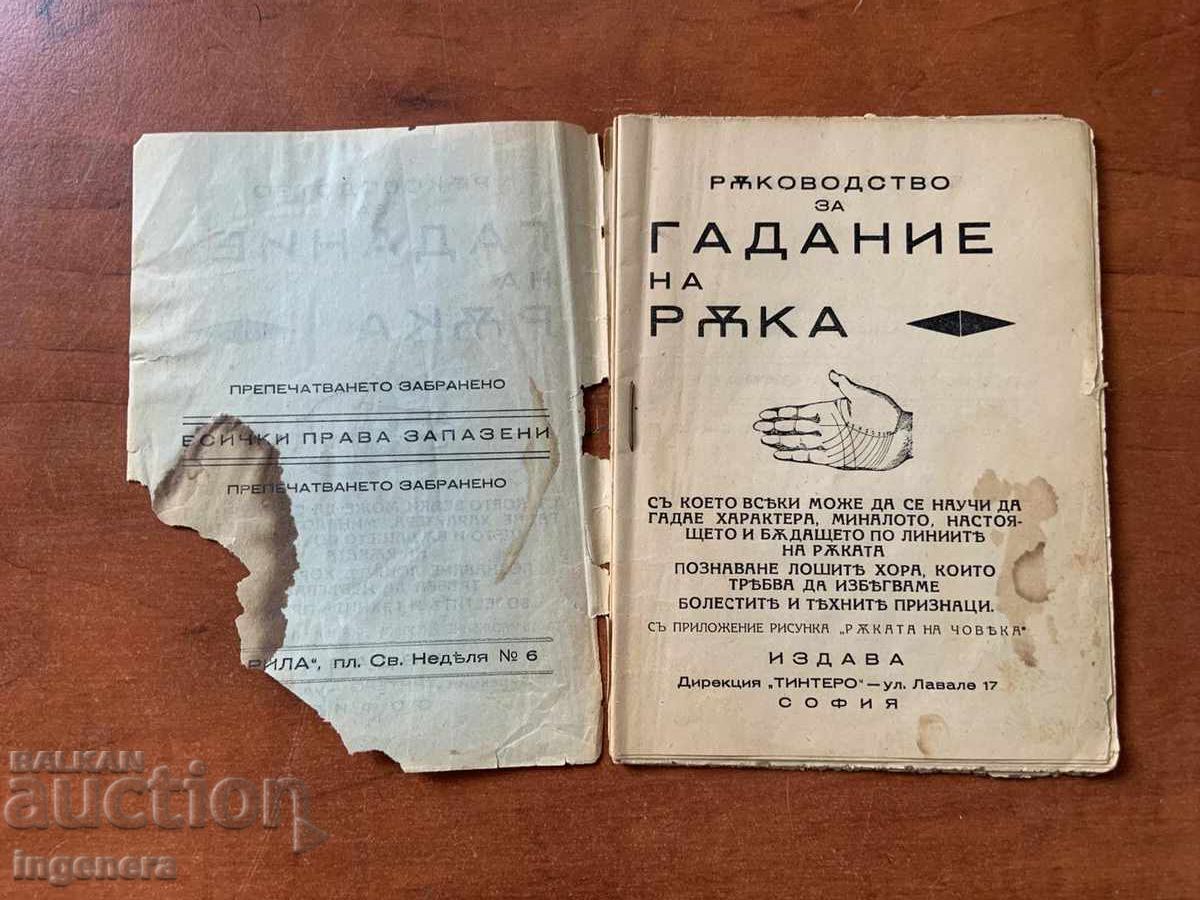 ПРЕПЕЧАТВАНЕТО ЗАБРАНЕНО
ВСИЧКИ ПРАВА ЗАПАЗЕНИ
ПРЕПЕЧАТВАНЕТО ЗАБРАНЕНО
РИЛА“, пл. Св. Недѣля № 6
РѪКОВОДСТВО
ЗА
ГАДАНИЕ
НА
РѪКА
СЪ КОЕТО ВСѢКИ МОЖЕ ДА СЕ НАУЧИ ДА
ГАДАЕ ХАРАКТЕРА, МИНАЛОТО, НАСТОЯ-
ЩЕТО И БѪДАЩЕТО ПО ЛИНИИТѢ
НА РѪКАТА
ПОЗНАВАНЕ ЛОШИТѢ ХОРА, КОИТО
ТРѢБВА ДА ИЗБѢГВАМЕ
БОЛЕСТИТѢ И ТѢХНИТѢ ПРИЗНАЦИ.
СЪ ПРИЛОЖЕНИЕ РИСУНКА „РѪКАТА НА ЧОВѢКА“
ИЗДАВА
Дирекция „ТИНТЕРО“ — ул. Лавале 17
СОФИЯ
BALKAN
auction
ingenera